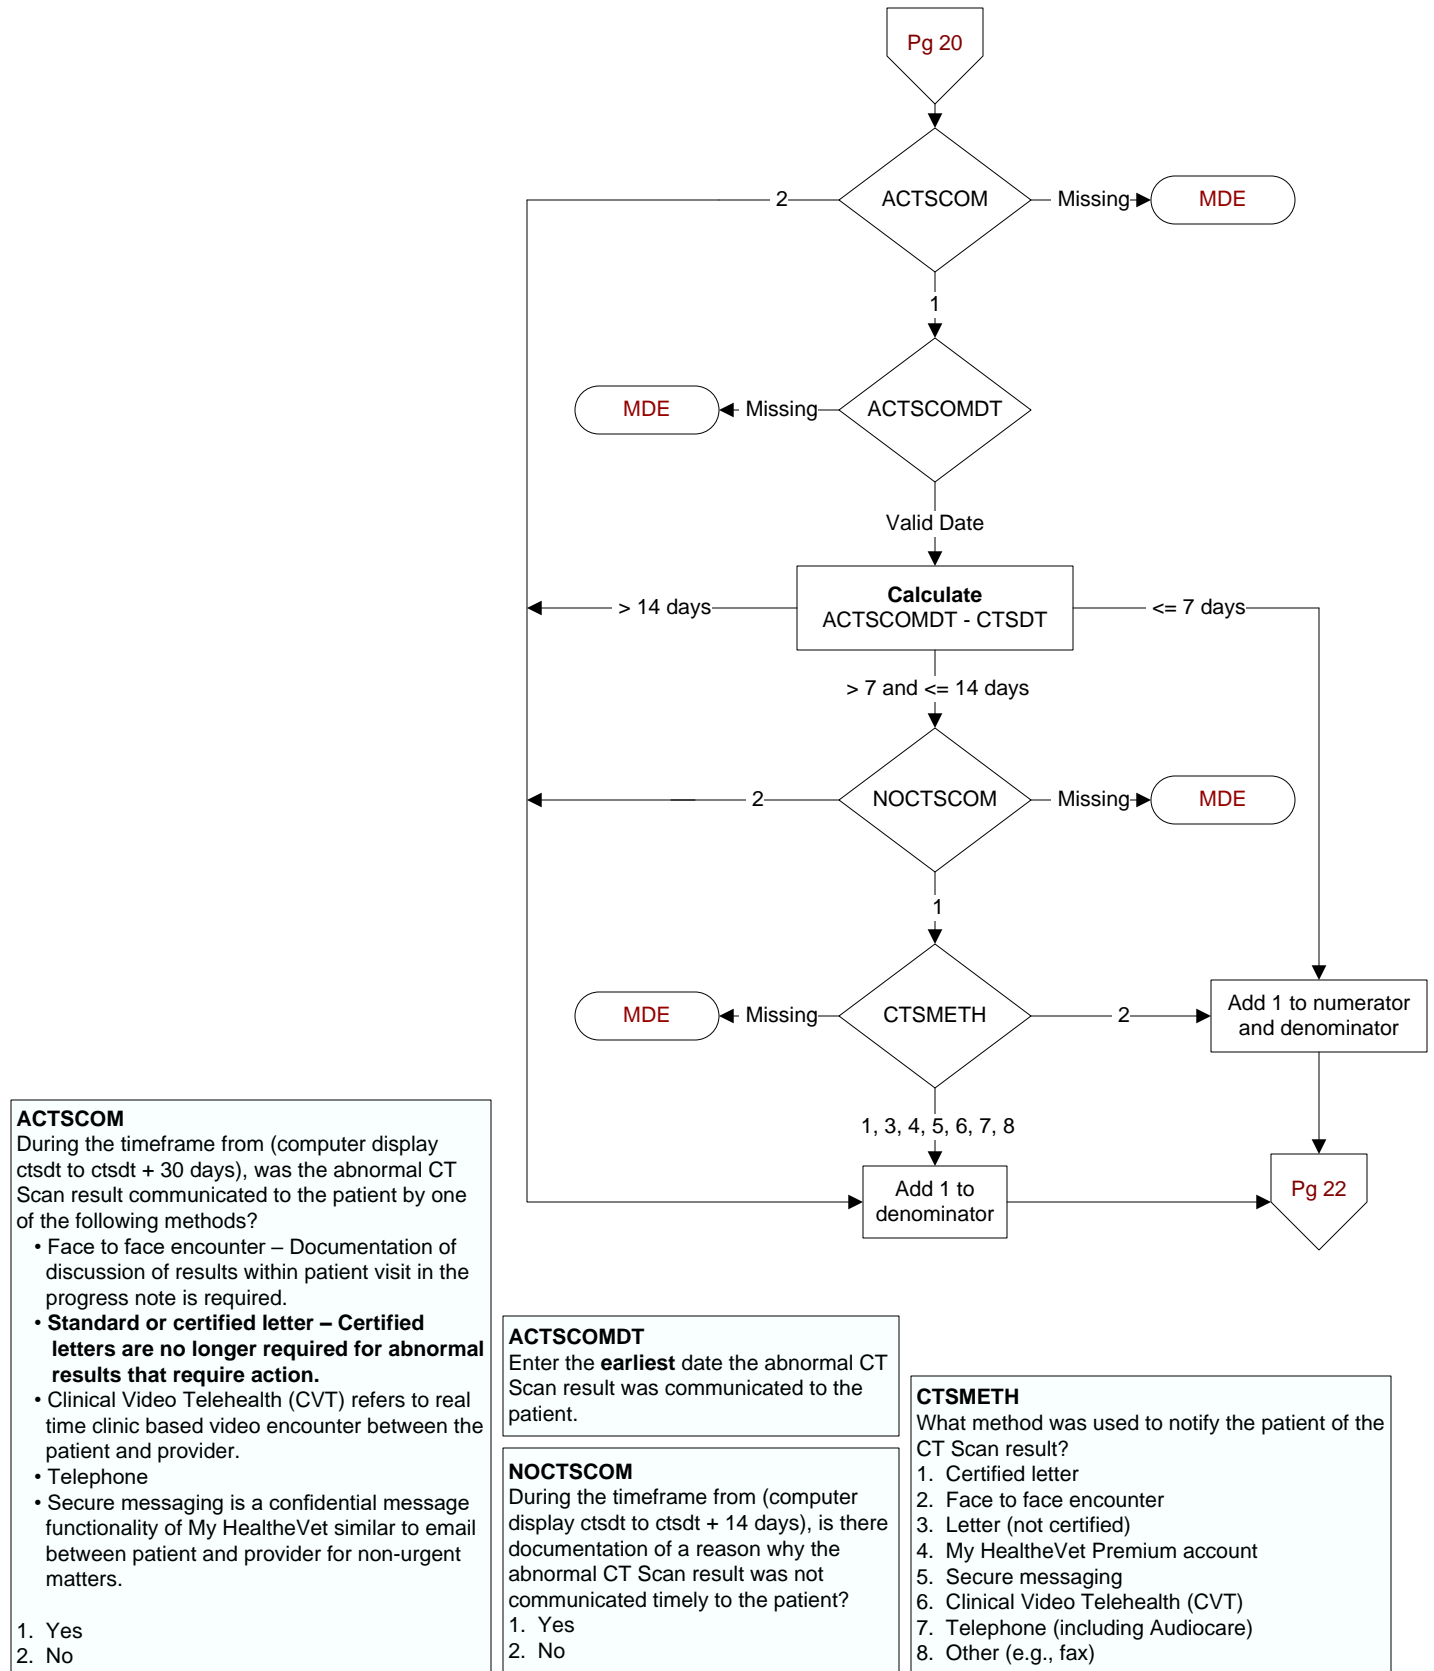 Pg 20
2
ACTSCOM
Missing
MDE
1
MDE
Missing
ACTSCOMDT
Valid Date
> 14 days
Calculate
ACTSCOMDT - CTSDT
<= 7 days
> 7 and <= 14 days
2
NOCTSCOM
Missing
MDE
1
MDE
Missing
CTSMETH
2
Add 1 to numerator
and denominator
1, 3, 4, 5, 6, 7, 8
Add 1 to
denominator
Pg 22
ACTSCOM
During the timeframe from (computer display
ctsdt to ctsdt + 30 days), was the abnormal CT
Scan result communicated to the patient by one
of the following methods?
• Face to face encounter – Documentation of
discussion of results within patient visit in the
progress note is required.
• Standard or certified letter – Certified
letters are no longer required for abnormal
results that require action.
• Clinical Video Telehealth (CVT) refers to real
time clinic based video encounter between the
patient and provider.
• Telephone
• Secure messaging is a confidential message
functionality of My HealtheVet similar to email
between patient and provider for non-urgent
matters.
1. Yes
2. No
ACTSCOMDT
Enter the earliest date the abnormal CT
Scan result was communicated to the
patient.
NOCTSCOM
During the timeframe from (computer
display ctsdt to ctsdt + 14 days), is there
documentation of a reason why the
abnormal CT Scan result was not
communicated timely to the patient?
1. Yes
2. No
CTSMETH
What method was used to notify the patient of the
CT Scan result?
1. Certified letter
2. Face to face encounter
3. Letter (not certified)
4. My HealtheVet Premium account
5. Secure messaging
6. Clinical Video Telehealth (CVT)
7. Telephone (including Audiocare)
8. Other (e.g., fax)